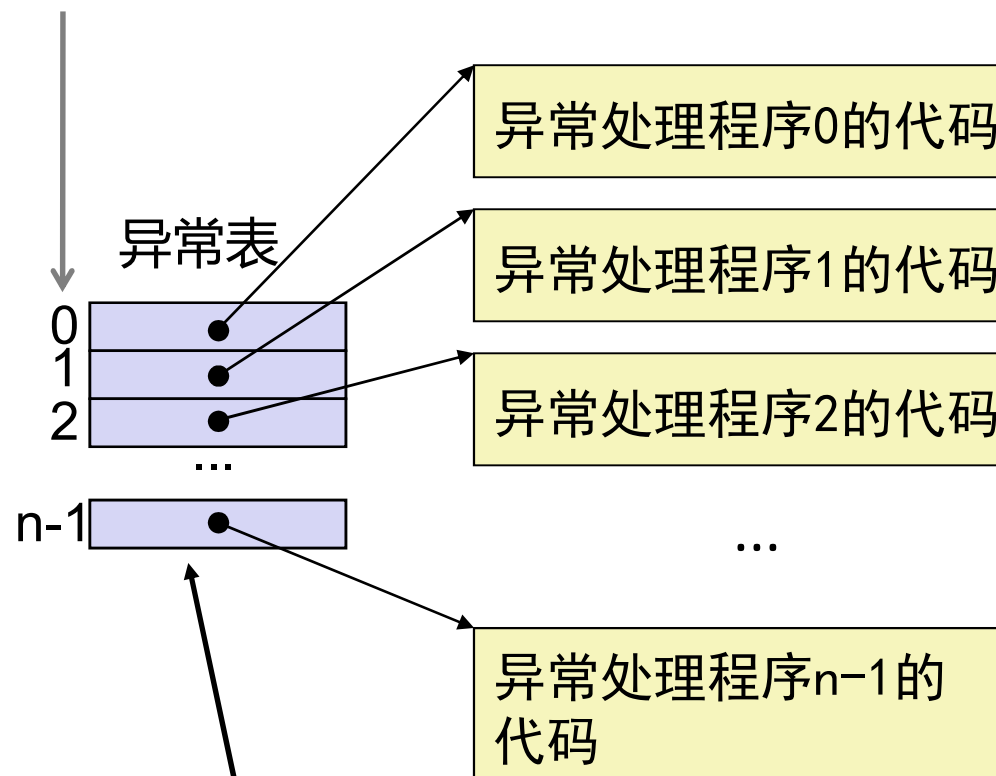 异常处理程序0的代码
异常表
异常处理程序1的代码
0
1
2
异常处理程序2的代码
...
n-1
...
异常处理程序n-1的
代码